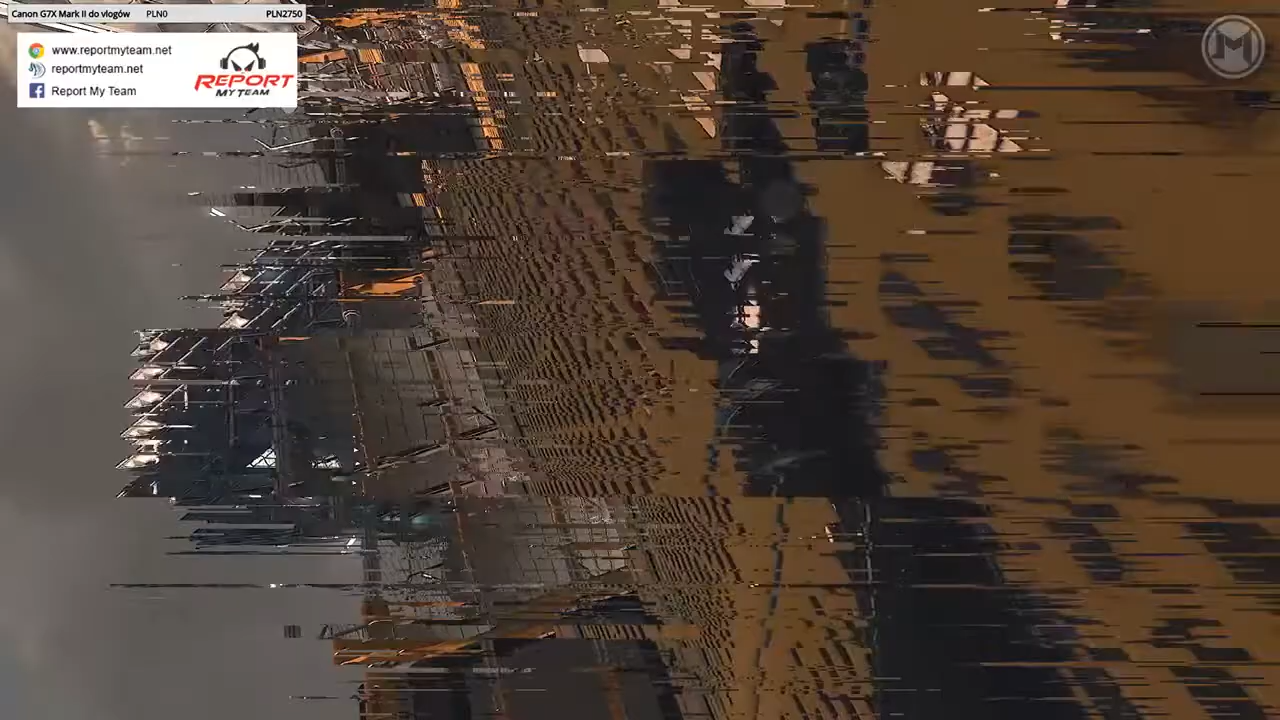 Canon G7X Mark II do vlogów PLN0 PLN2750
www.reportmyteam.net
reportmyteam.net
Report My Team
REPORT
MY TEAM
M